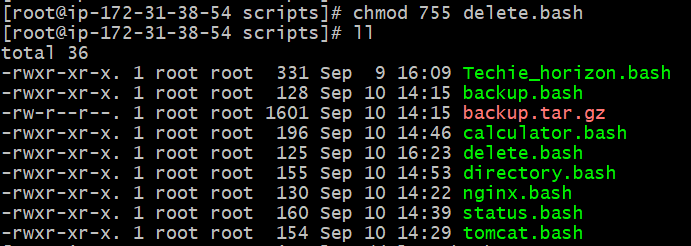 [root@ip-172-31-38-54 scripts]# chmod 755 delete.bash
[root@ip-172-31-38-54 scripts]# ll
total 36
-rwxr-xr-x. 1 root root  331 Sep  9 16:09 Techie_horizon.bash
-rwxr-xr-x. 1 root root  128 Sep 10 14:15 backup.bash
-rw-r--r--. 1 root root 1601 Sep 10 14:15 backup.tar.gz
-rwxr-xr-x. 1 root root  196 Sep 10 14:46 calculator.bash
-rwxr-xr-x. 1 root root  125 Sep 10 16:23 delete.bash
-rwxr-xr-x. 1 root root  155 Sep 10 14:53 directory.bash
-rwxr-xr-x. 1 root root  130 Sep 10 14:22 nginx.bash
-rwxr-xr-x. 1 root root  160 Sep 10 14:39 status.bash
-rwxr-xr-x. 1 root root  154 Sep 10 14:29 tomcat.bash